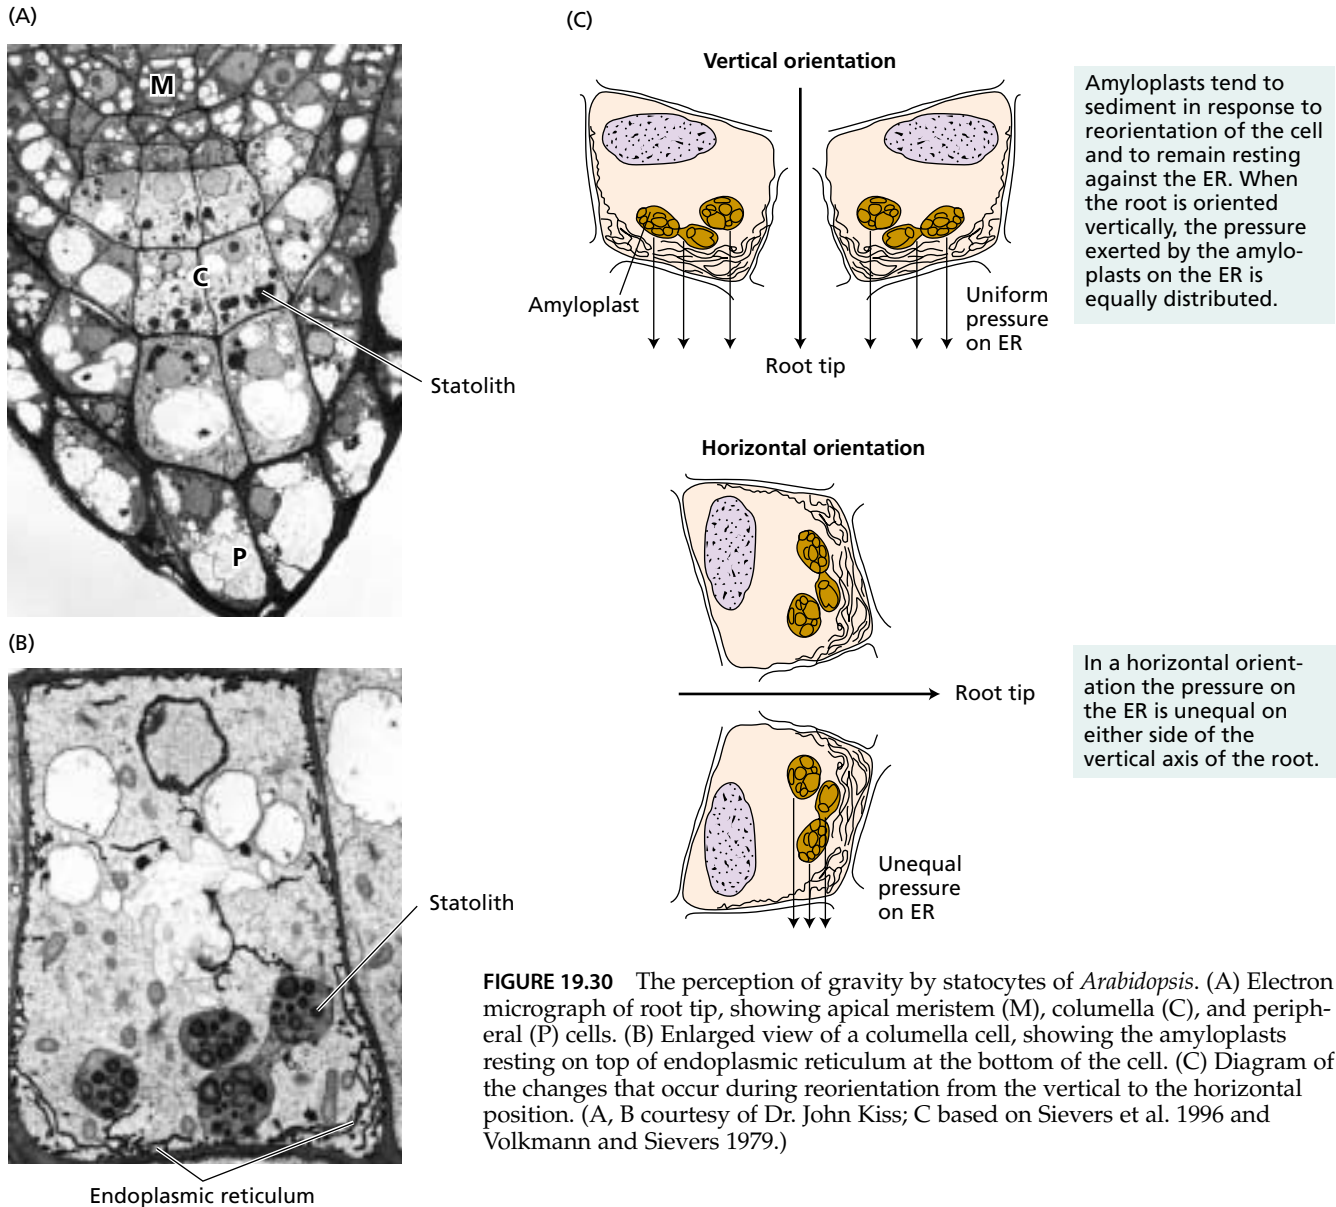 (A)
M
C
Statolith
P
(B)
Statolith
Endoplasmic reticulum
(C)
Vertical orientation
Amyloplast
Uniform
pressure
on ER
Root tip
Amyloplasts tend to
sediment in response to
reorientation of the cell
and to remain resting
against the ER. When
the root is oriented
vertically, the pressure
exerted by the amylo-
plasts on the ER is
equally distributed.
Horizontal orientation
Root tip
Unequal
pressure
on ER
In a horizontal orient-
ation the pressure on
the ER is unequal on
either side of the
vertical axis of the root.
FIGURE 19.30 The perception of gravity by statocytes of Arabidopsis. (A) Electron
micrograph of root tip, showing apical meristem (M), columella (C), and periph-
eral (P) cells. (B) Enlarged view of a columella cell, showing the amyloplasts
resting on top of endoplasmic reticulum at the bottom of the cell. (C) Diagram of
the changes that occur during reorientation from the vertical to the horizontal
position. (A, B courtesy of Dr. John Kiss; C based on Sievers et al. 1996 and
Volkmann and Sievers 1979.)